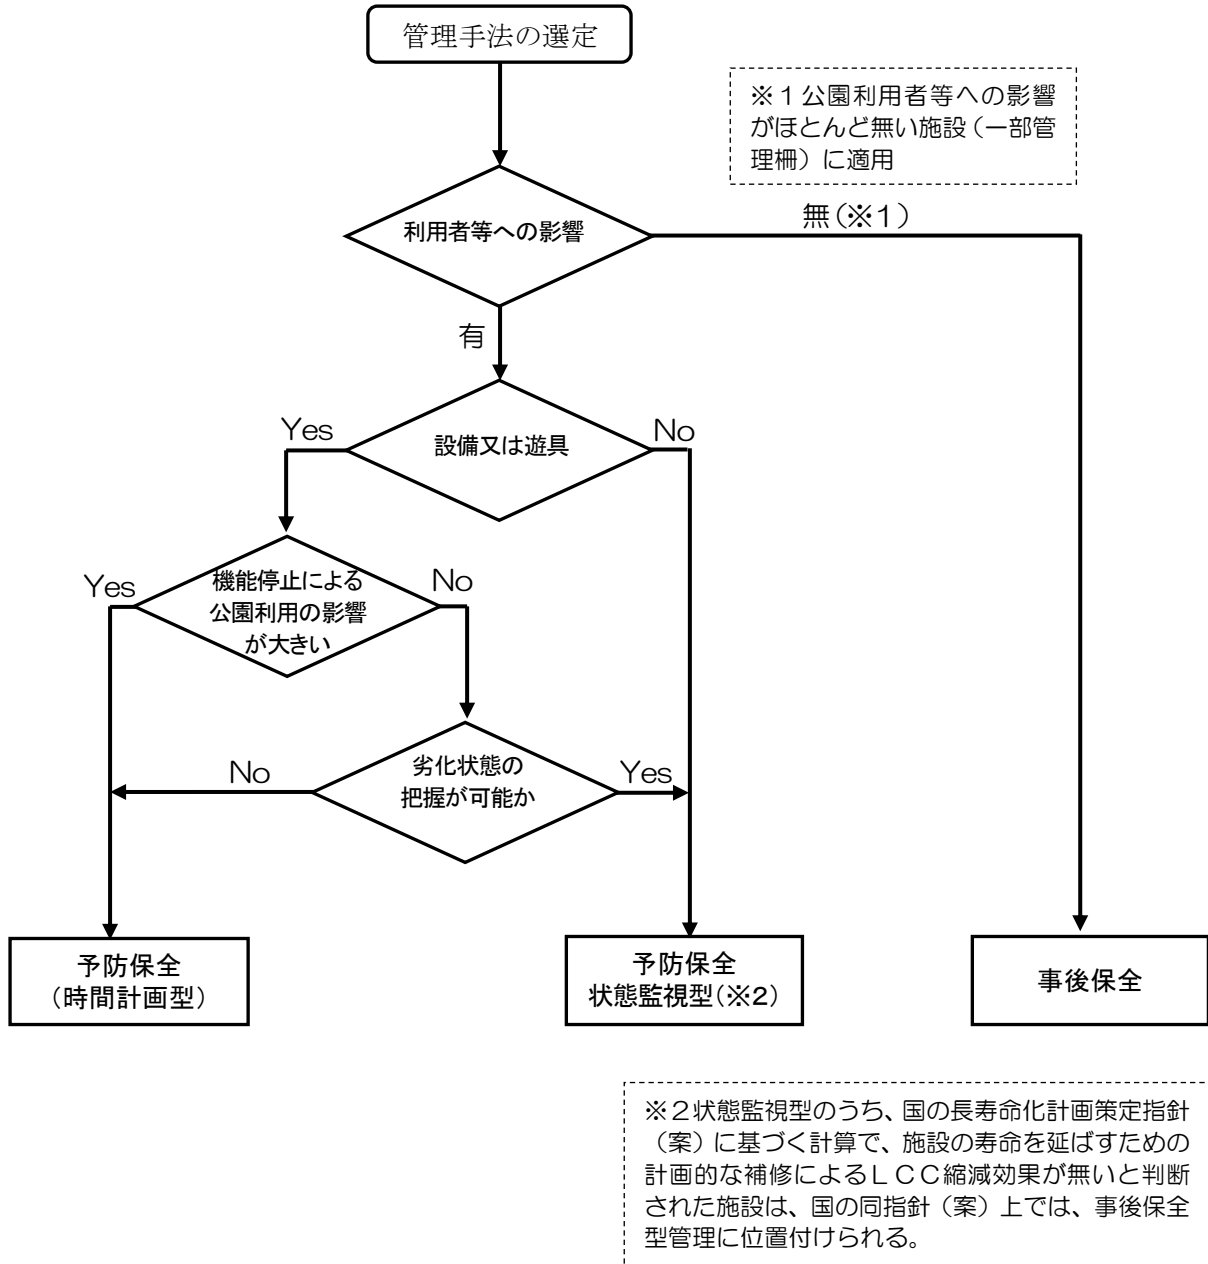 管理手法の選定
※１公園利用者等への影響
がほとんど無い施設（一部管
理柵）に適用
無（※１）
利用者等への影響
有
Yes
設備又は遊具
No
Yes
機能停止による
公園利用の影響
が大きい
No
No
劣化状態の
把握が可能か
Yes
予防保全
（時間計画型）
予防保全
状態監視型（※2）
事後保全
※２状態監視型のうち、国の長寿命化計画策定指針
（案）に基づく計算で、施設の寿命を延ばすための
計画的な補修によるＬＣＣ縮減効果が無いと判断
された施設は、国の同指針（案）上では、事後保全
型管理に位置付けられる。